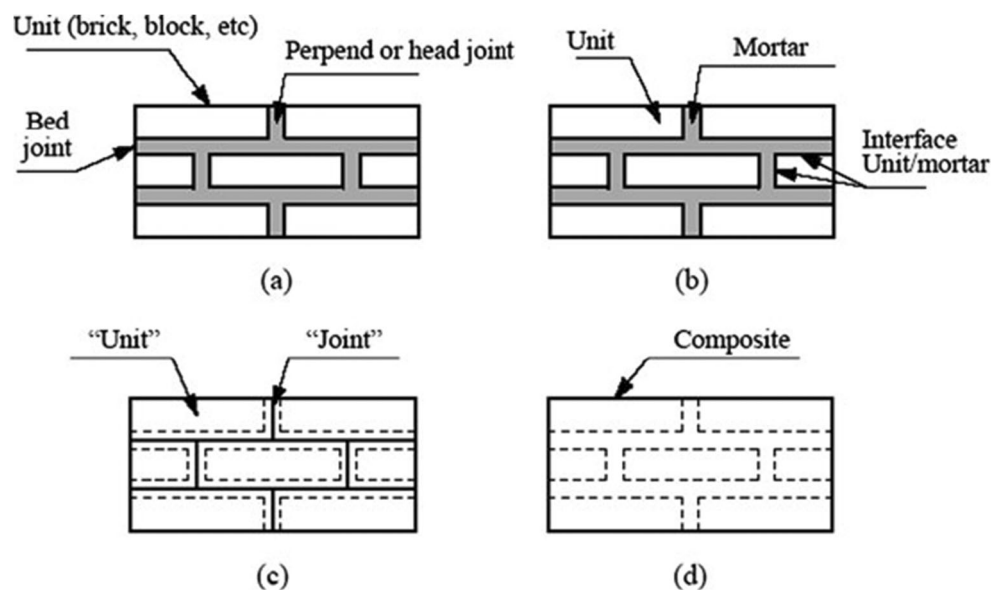 Unit (brick, block, etc)
Perpend or head joint
Bed
joint
(a)
Unit
Mortar
Interface
Unit/mortar
(b)
“Unit”
“Joint”
(c)
Composite
(d)